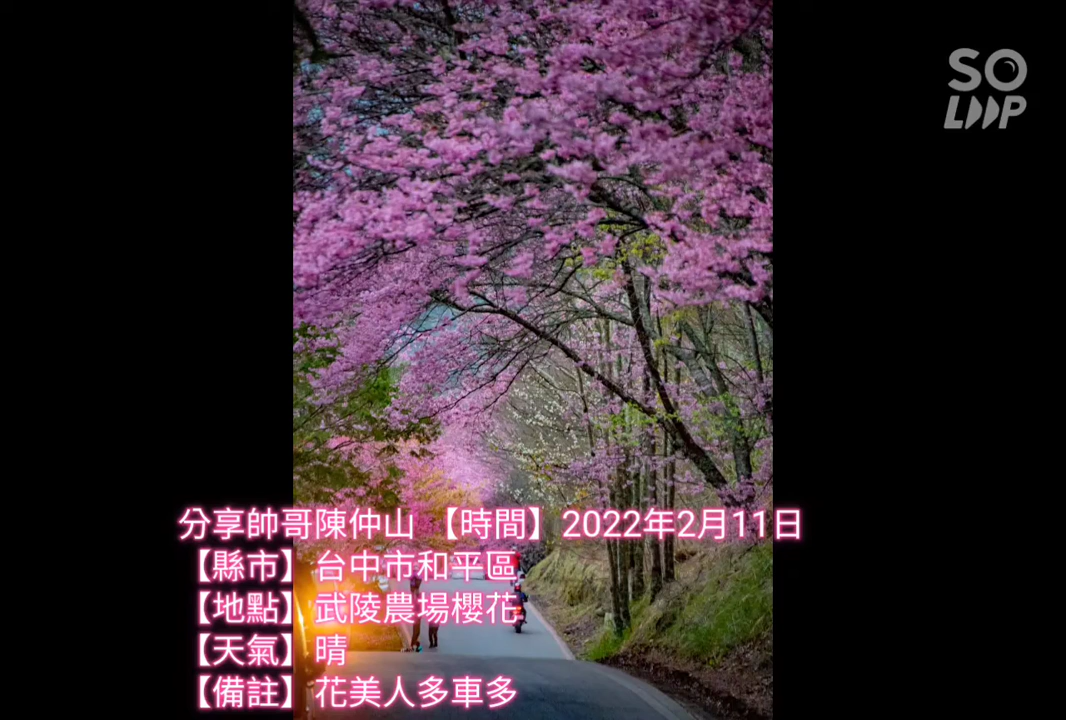 SO
LOOP
分享帥哥陳仲山 【時間】2022年2月11日
【縣市】 台中市和平區
【地點】 武陵農場櫻花
【天氣】 晴
【備註】 花美人多車多